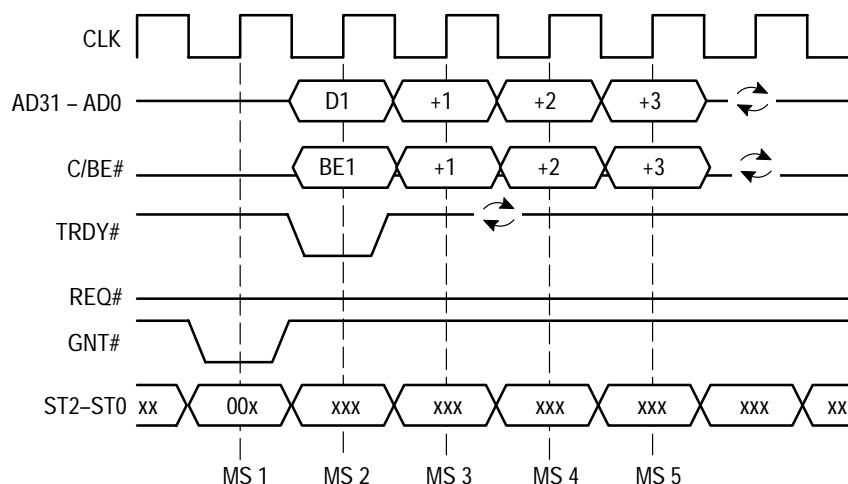 CLK
AD31 – AD0 D1 +1 +2 +3
C/BE# BE1 +1 +2 +3
TRDY#
REQ#
GNT#
ST2–ST0 xx 00x xxx xxx xxx xxx xxx xx
MS 1 MS 2 MS 3 MS 4 MS 5